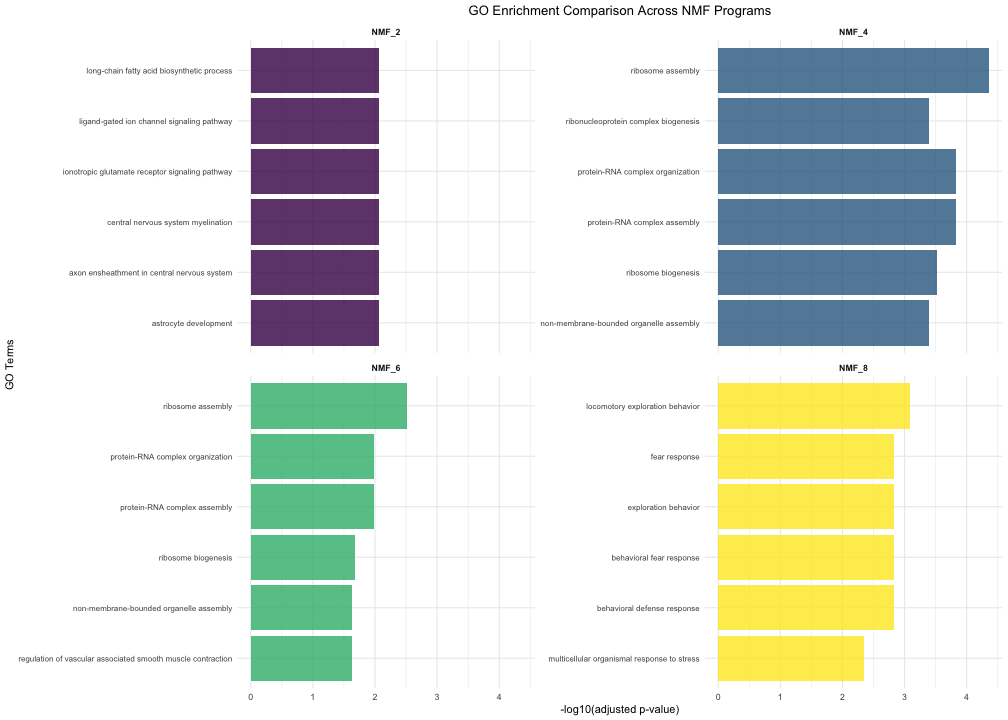 GO Enrichment Comparison Across NMF Programs
NMF_2
long-chain fatty acid biosynthetic process
ligand-gated ion channel signaling pathway
ionotropic glutamate receptor signaling pathway
central nervous system myelination
axon ensheathment in central nervous system
astrocyte development
NMF_4
ribosome assembly
ribonucleoprotein complex biogenesis
protein-RNA complex organization
protein-RNA complex assembly
ribosome biogenesis
non-membrane-bounded organelle assembly
GO Terms
NMF_6
ribosome assembly
protein-RNA complex organization
protein-RNA complex assembly
ribosome biogenesis
non-membrane-bounded organelle assembly
regulation of vascular associated smooth muscle contraction
0 1 2 3 4
NMF_8
locomotory exploration behavior
fear response
exploration behavior
behavioral fear response
behavioral defense response
multicellular organismal response to stress
0 1 2 3 4
-log10(adjusted p-value)